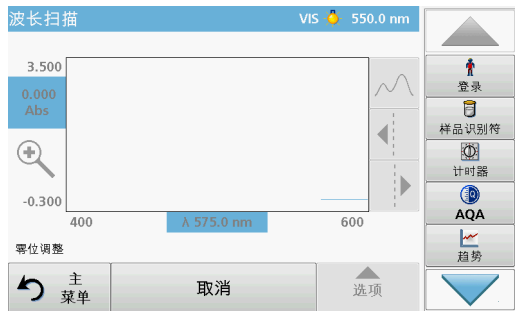 波长扫描 VIS 550.0 nm
3.500
0.000
Abs
-0.300
400 λ 575.0 nm 600
零位调整
主
菜单
取消
选项
登录
样品识别符
计时器
AQA
趋势